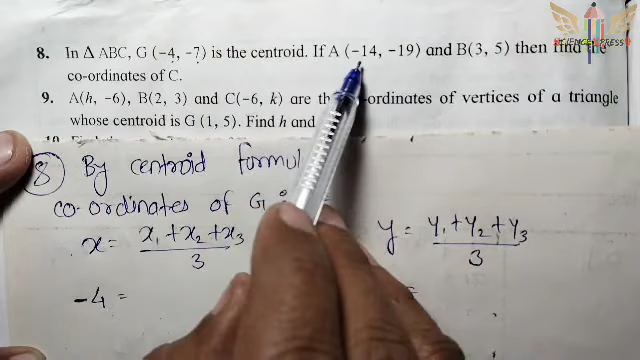 SCIENCE XPRESS
8. In Δ ABC, G (-4, -7) is the centroid. If A (-14, -19) and B(3, 5) then find the
co-ordinates of C.
9. A(h, -6), B(2, 3) and C(-6, k) are the co-ordinates of vertices of a triangle
whose centroid is G (1, 5). Find h and
8 By centroid formul
co-ordinates of G is
x = x₁ + x₂ + x₃ / 3 y = y₁ + y₂ + y₃ / 3
-4 =